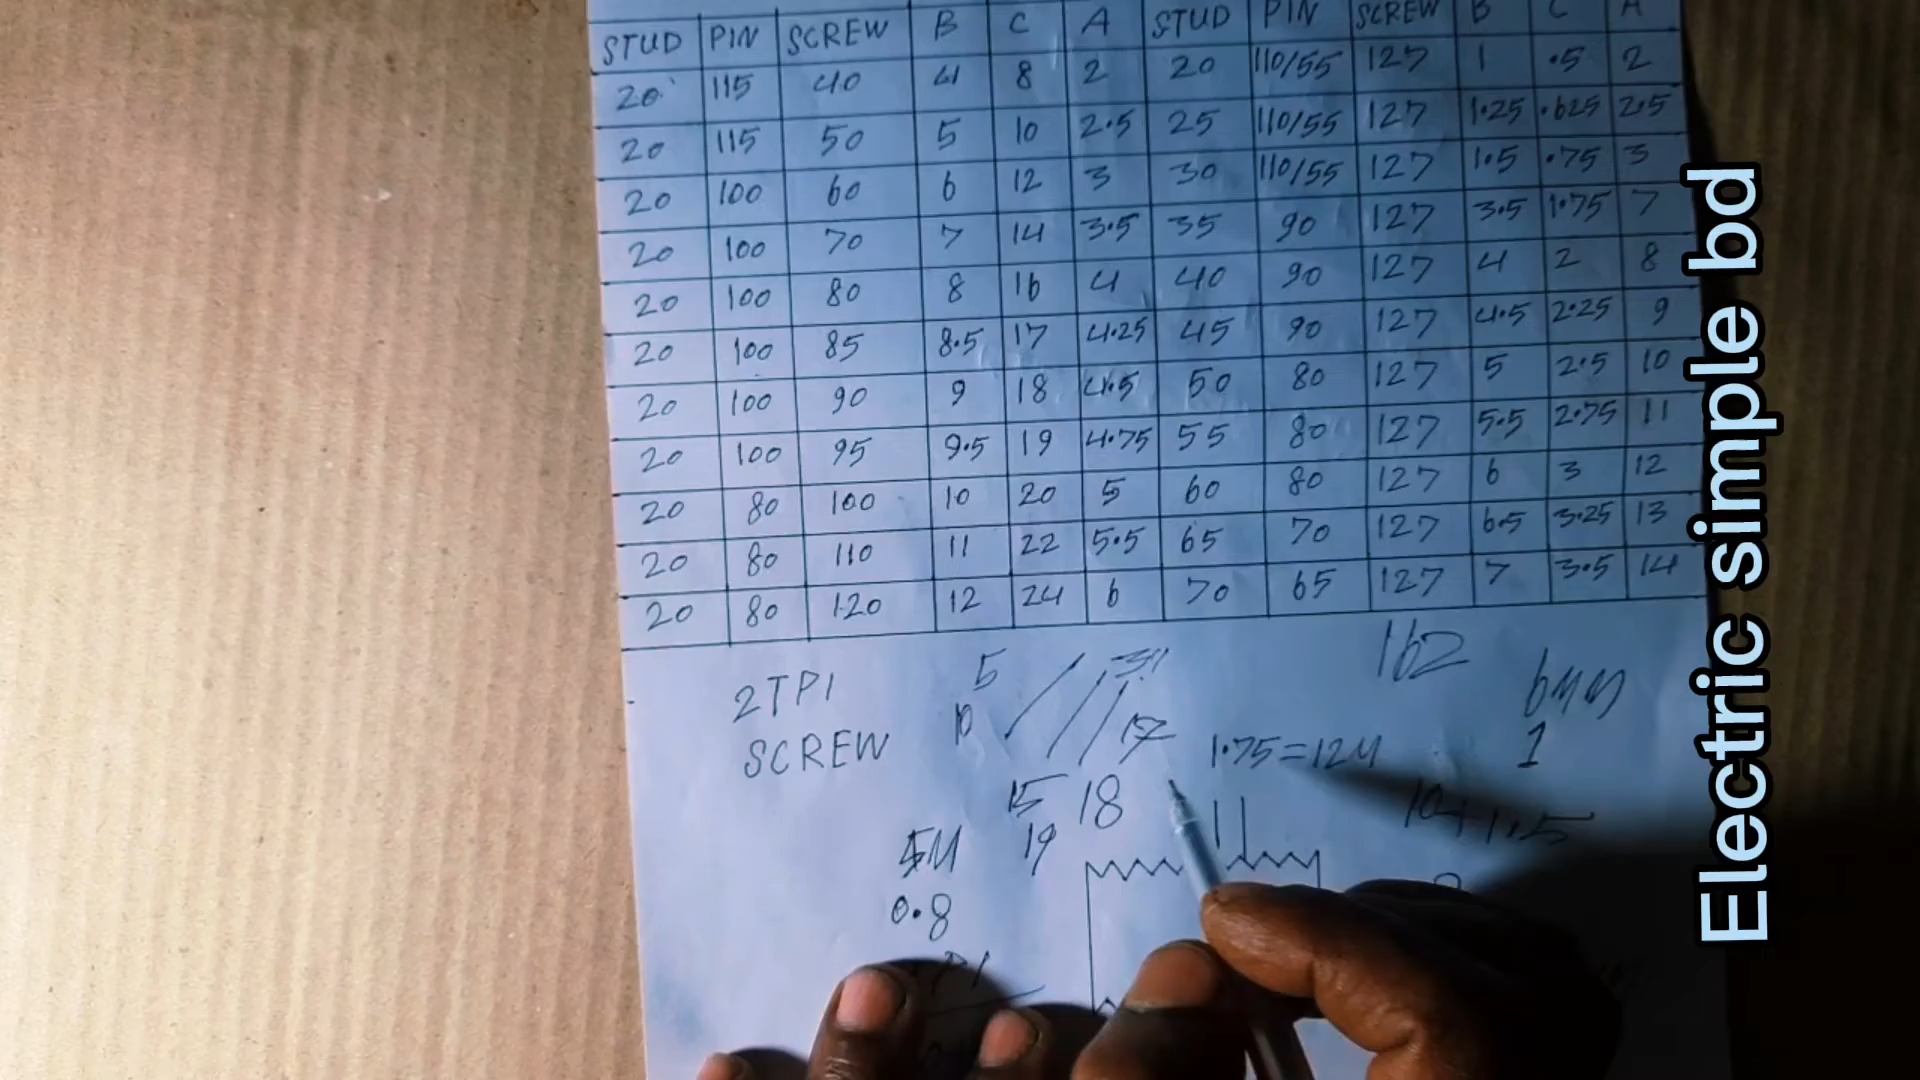 STUD PIN SCREW B C A STUD PIN SCREW B C A
20 115 40 4 8 2 20 110/55 127 1 .5 2
20 115 50 5 10 2.5 25 110/55 127 1.25 .625 2.5
20 100 60 6 12 3 30 110/55 127 1.5 .75 3
20 100 70 7 14 3.5 35 90 127 3.5 1.75 7
20 100 80 8 16 4 40 90 127 4 2 8
20 100 85 8.5 17 4.25 45 90 127 4.5 2.25 9
20 100 90 9 18 4.5 50 80 127 5 2.5 10
20 100 95 9.5 19 4.75 55 80 127 5.5 2.75 11
20 80 100 10 20 5 60 80 127 6 3 12
20 80 110 11 22 5.5 65 70 127 6.5 3.25 13
20 80 120 12 24 6 70 65 127 7 3.5 14
2TPI
SCREW
5
10
162
1.75=12M
1
15 18
19
0.8
Electric simple bd